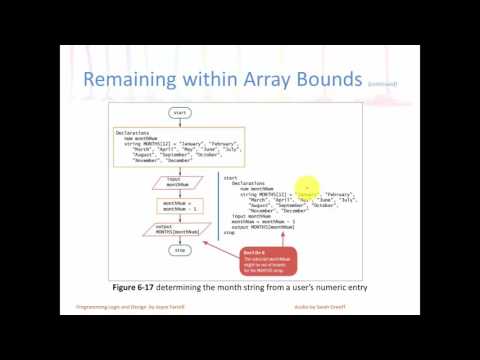 Remaining within Array Bounds (continued)
start
Declarations
num monthNum
string MONTHS[12] = "January", "February",
"March", "April", "May", "June", "July",
"August", "September", "October",
"November", "December"
input
monthNum
monthNum =
monthNum - 1
output
MONTHS[monthNum]
stop
start
Declarations
num monthNum
string MONTHS[12] = "January", "February",
"March", "April", "May", "June", "July",
"August", "September", "October",
"November", "December"
input monthNum
monthNum = monthNum - 1
output MONTHS[monthNum]
stop
Don't Do It
The subscript monthNum
might be out of bounds
for the MONTHS array.
Figure 6-17 determining the month string from a user's numeric entry
Programming Logic and Design by Joyce Farrell
Audio by Sarah Creeff